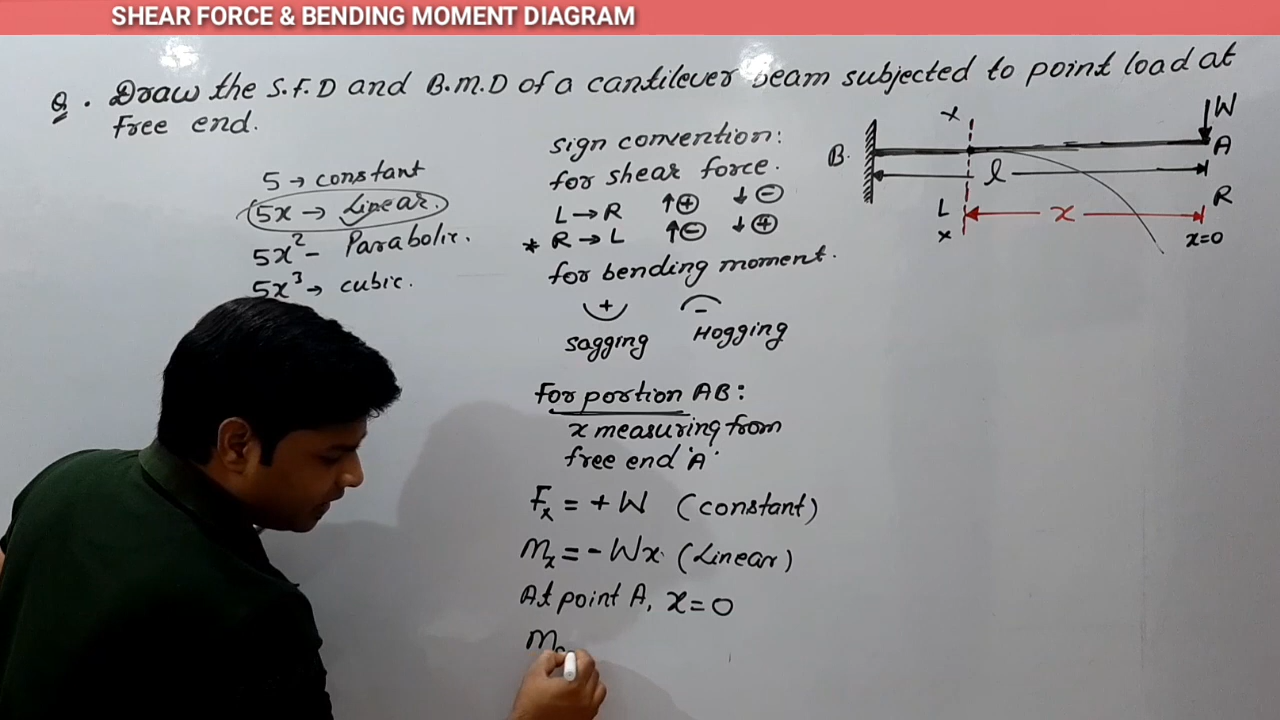 SHEAR FORCE & BENDING MOMENT DIAGRAM
Q. Draw the S.F.D and B.M.D of a cantilever beam subjected to point load at
free end.
5 → constant
5x → Linear.
5x² - Parabolic.
5x³ → cubic.
sign convention:
for shear force.
L → R ↑⊕ ↓⊖
* R → L ↑⊖ ↓⊕
for bending moment.
+ -
sagging Hogging
For portion AB:
x measuring from
free end 'A'
Fx = + W (constant)
Mx = - Wx. (Linear)
At point A, x = 0
M
x W
B. A
l
L x R
x x=0